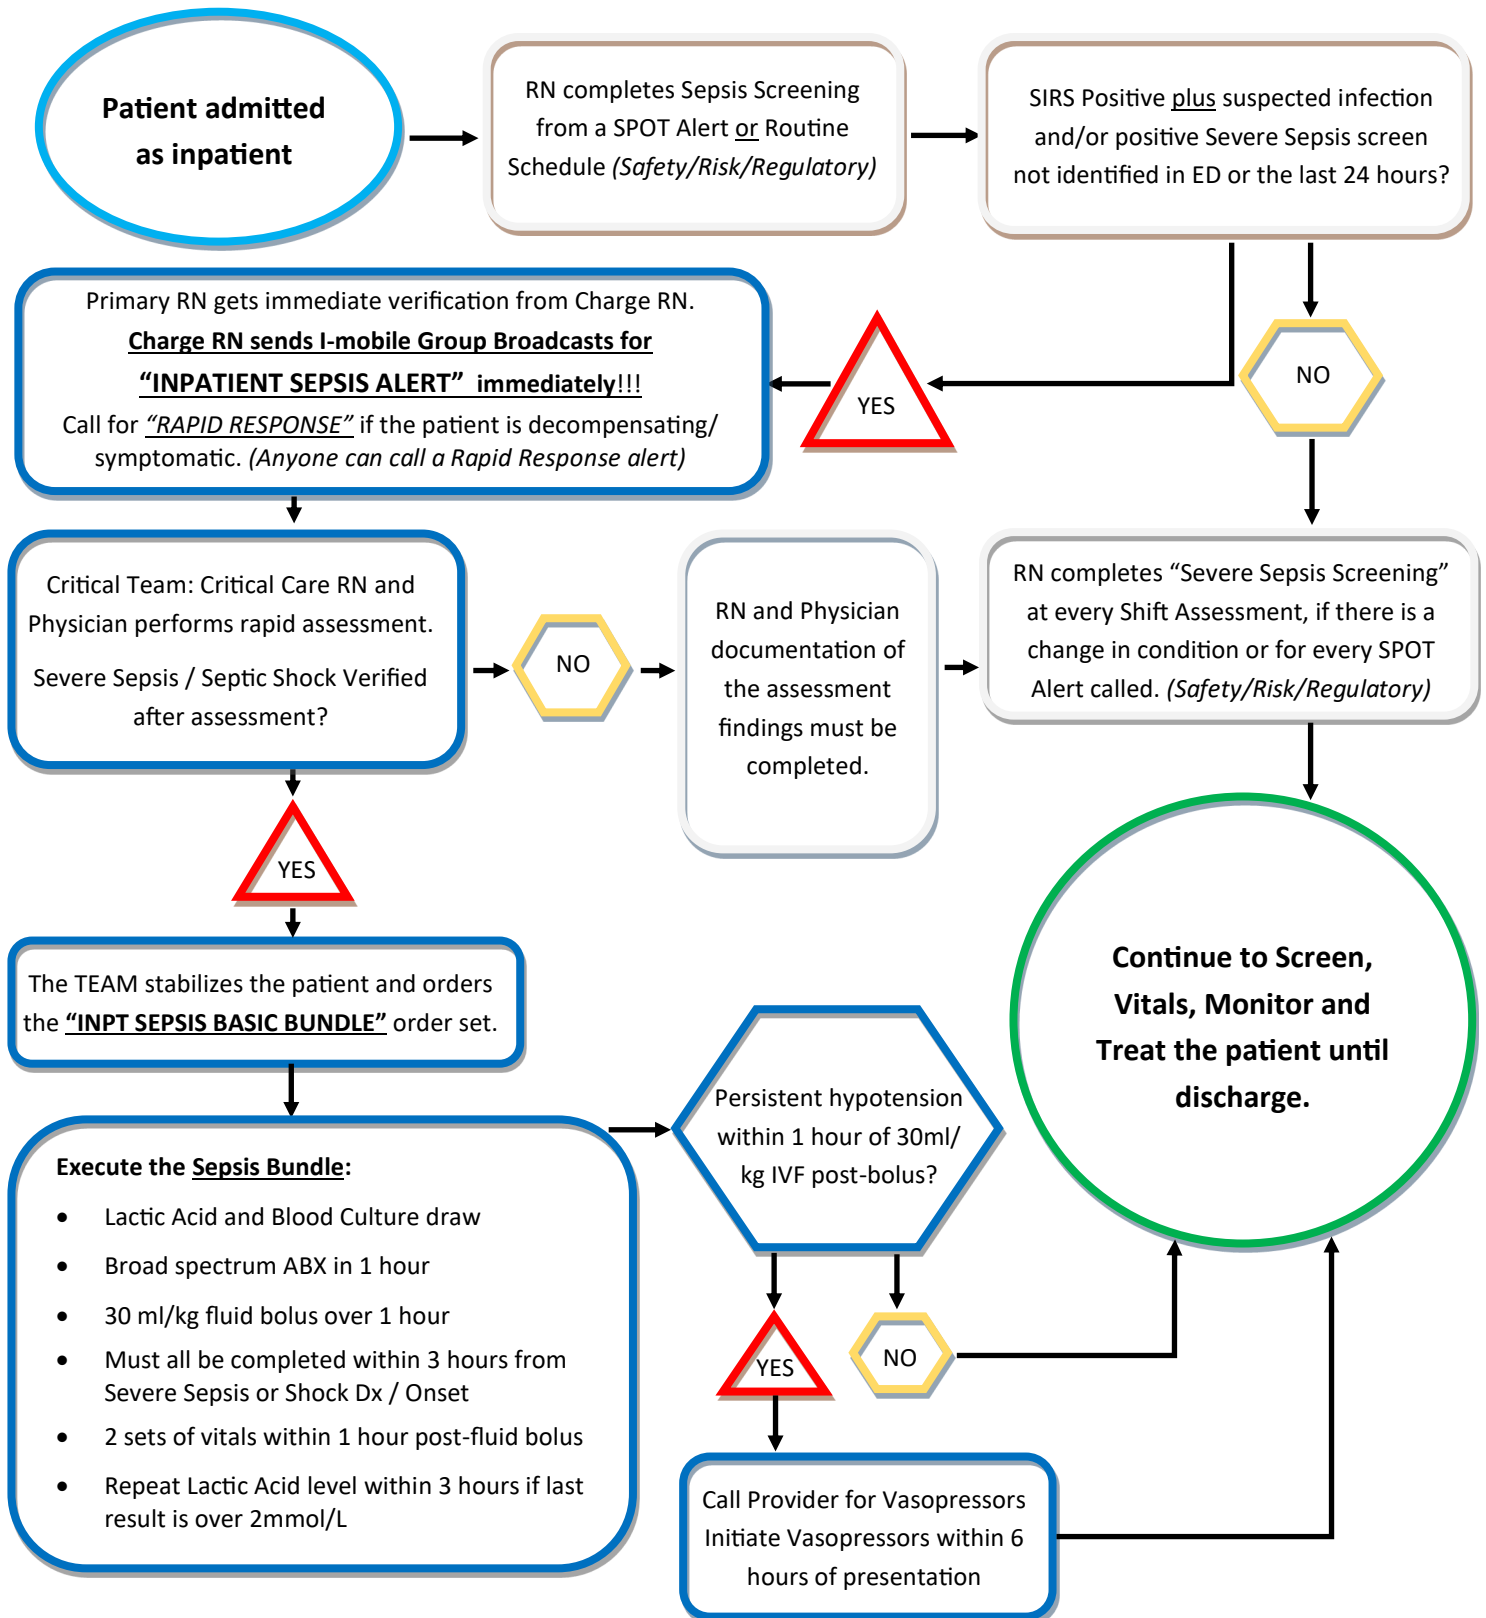 Patient admitted
as inpatient
RN completes Sepsis Screening
from a SPOT Alert or Routine
Schedule (Safety/Risk/Regulatory)
SIRS Positive plus suspected infection
and/or positive Severe Sepsis screen
not identified in ED or the last 24 hours?
Primary RN gets immediate verification from Charge RN.
Charge RN sends I-mobile Group Broadcasts for
“INPATIENT SEPSIS ALERT” immediately!!!
Call for “RAPID RESPONSE” if the patient is decompensating/
symptomatic. (Anyone can call a Rapid Response alert)
YES
NO
Critical Team: Critical Care RN and
Physician performs rapid assessment.
Severe Sepsis / Septic Shock Verified
after assessment?
NO
RN and Physician
documentation of
the assessment
findings must be
completed.
RN completes “Severe Sepsis Screening”
at every Shift Assessment, if there is a
change in condition or for every SPOT
Alert called. (Safety/Risk/Regulatory)
YES
The TEAM stabilizes the patient and orders
the “INPT SEPSIS BASIC BUNDLE” order set.
Execute the Sepsis Bundle:
• Lactic Acid and Blood Culture draw
• Broad spectrum ABX in 1 hour
• 30 ml/kg fluid bolus over 1 hour
• Must all be completed within 3 hours from
Severe Sepsis or Shock Dx / Onset
• 2 sets of vitals within 1 hour post-fluid bolus
• Repeat Lactic Acid level within 3 hours if last
result is over 2mmol/L
Persistent hypotension
within 1 hour of 30ml/
kg IVF post-bolus?
YES
NO
Call Provider for Vasopressors
Initiate Vasopressors within 6
hours of presentation
Continue to Screen,
Vitals, Monitor and
Treat the patient until
discharge.